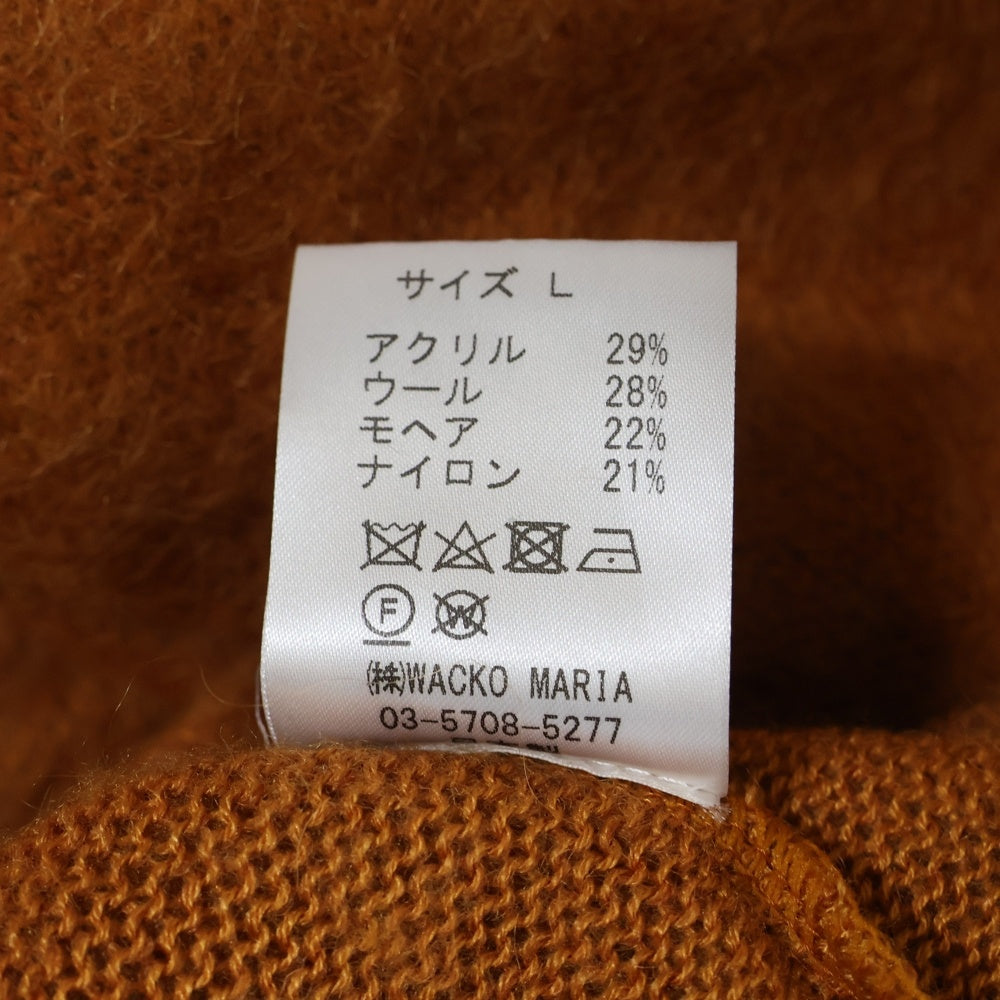 サイズ L
アクリル 29%
ウール 28%
モヘア 22%
ナイロン 21%
F W
㈱WACKO MARIA
03-5708-5277